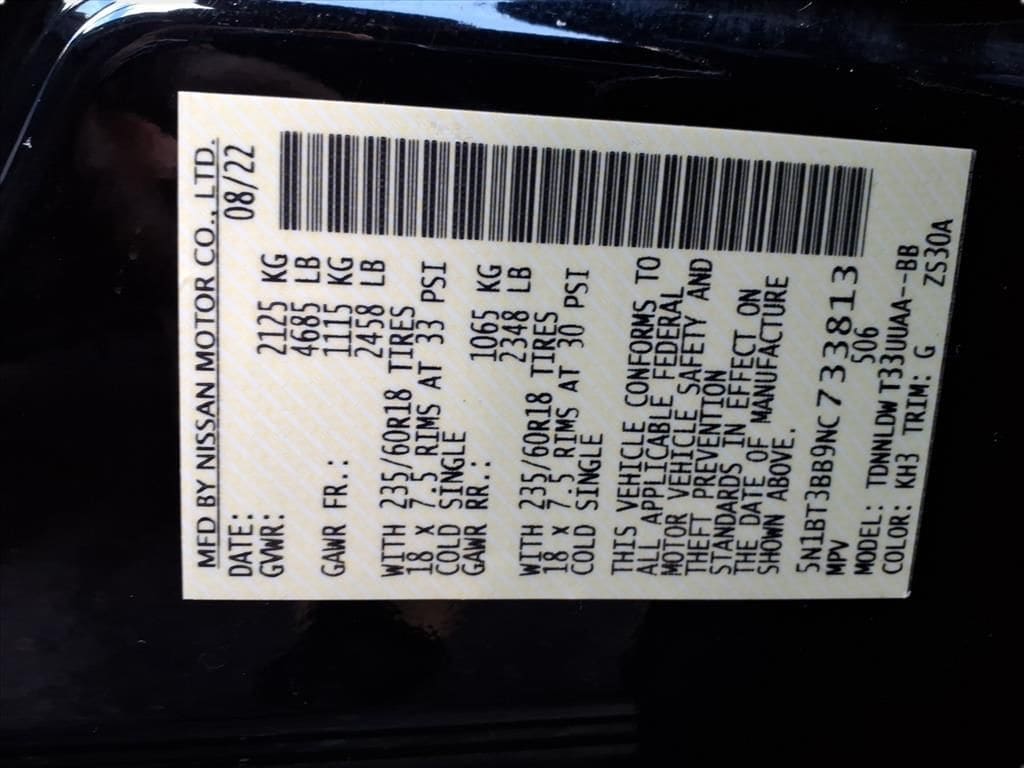 MFD BY NISSAN MOTOR CO., LTD.
DATE: 08/22
GVWR: 2125 KG
4685 LB
GAWR FR.: 1115 KG
2458 LB
WITH 235/60R18 TIRES
18 x 7.5 RIMS AT 33 PSI
COLD SINGLE
GAWR RR.: 1065 KG
2348 LB
WITH 235/60R18 TIRES
18 x 7.5 RIMS AT 30 PSI
COLD SINGLE
THIS VEHICLE CONFORMS TO
ALL APPLICABLE FEDERAL
MOTOR VEHICLE SAFETY AND
THEFT PREVENTION
STANDARDS IN EFFECT ON
THE DATE OF MANUFACTURE
SHOWN ABOVE.
5N1BT3BB9NC733813
MPV 506
MODEL: TDNNLDWT33UUAA--BB
COLOR: KH3 TRIM: G ZS30A